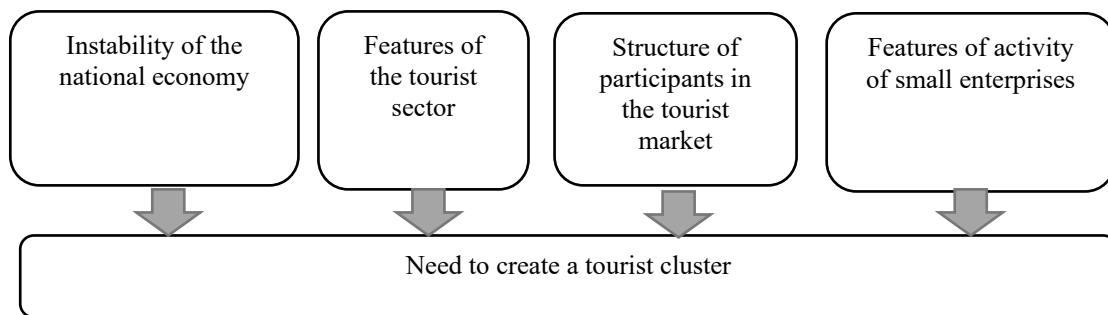 Instability of the
national economy
Features of
the tourist
sector
Structure of
participants in
the tourist
market
Features of activity
of small enterprises
Need to create a tourist cluster